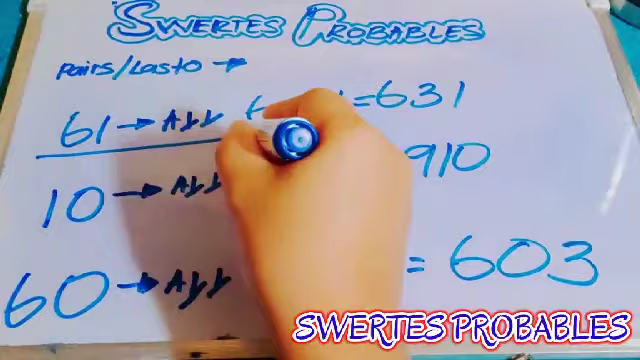 SWERTES PROBABLES
Pairs/Lasto →
61 → ALL = 631
10 → ALL 910
60 → ALL = 603
SWERTES PROBABLES